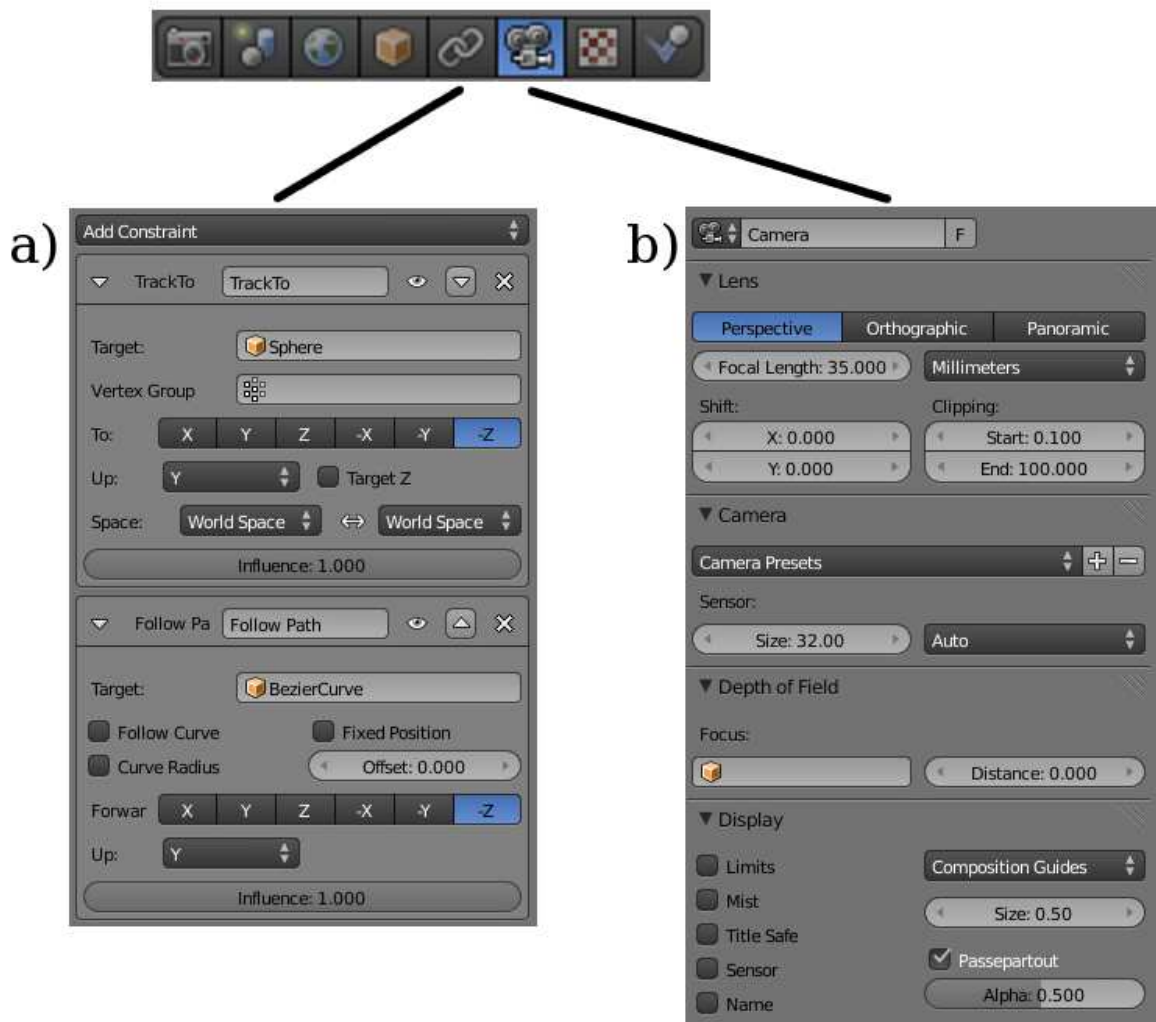 a)
Add Constraint
TrackTo TrackTo
Target: Sphere
Vertex Group
To: X Y Z -X -Y -Z
Up: Y Target Z
Space: World Space World Space
Influence: 1.000
Follow Pa Follow Path
Target: BezierCurve
Follow Curve Fixed Position
Curve Radius Offset: 0.000
Forwar X Y Z -X -Y -Z
Up: Y
Influence: 1.000
b)
Camera F
Lens
Perspective Orthographic Panoramic
Focal Length: 35.000 Millimeters
Shift: Clipping:
X: 0.000 Start: 0.100
Y: 0.000 End: 100.000
Camera
Camera Presets
Sensor:
Size: 32.00 Auto
Depth of Field
Focus:
Distance: 0.000
Display
Limits Composition Guides
Mist Size: 0.50
Title Safe
Sensor Passepartout
Name Alpha: 0.500